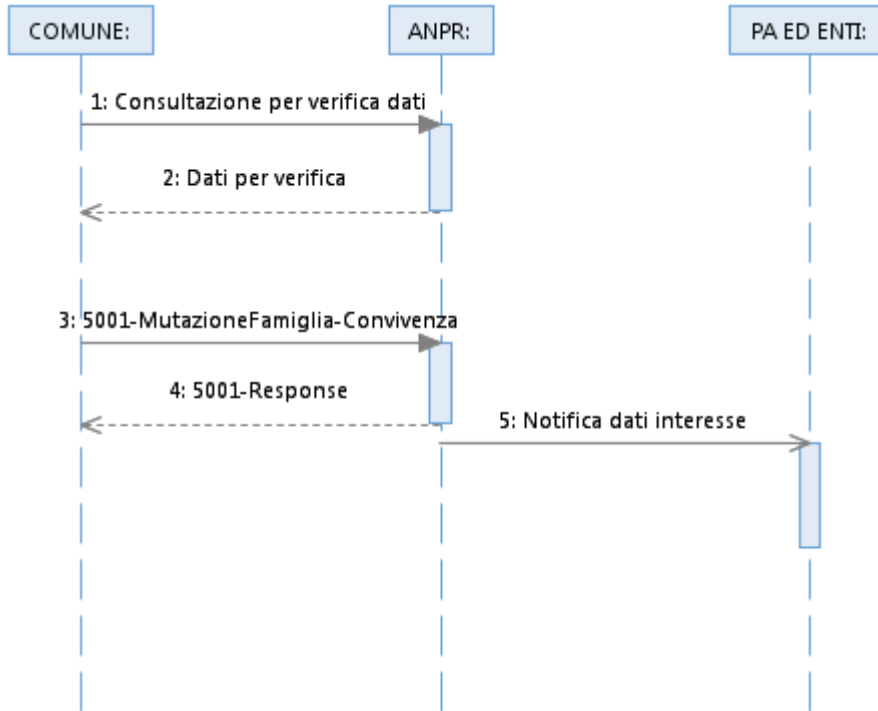 COMUNE:
ANPR:
PA ED ENTI:
1: Consultazione per verifica dati
2: Dati per verifica
3: 5001-MutazioneFamiglia-Convivenza
4: 5001-Response
5: Notifica dati interesse